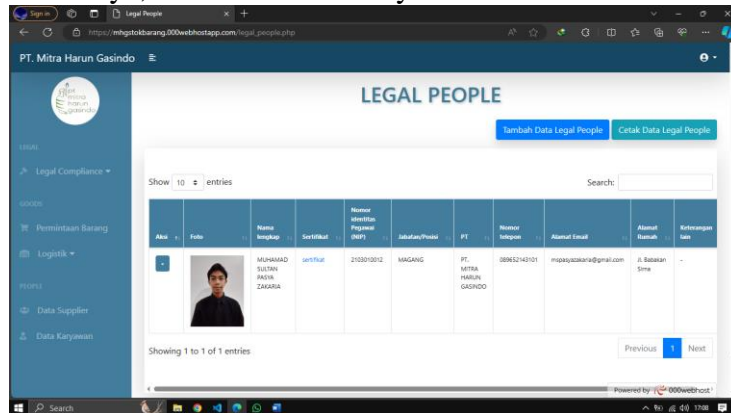 Sign in
Legal People
https://mhgstokbarang.000webhostapp.com/legal_people.php
PT. Mitra Harun Gasindo
LEGAL PEOPLE
Tambah Data Legal People
Cetak Data Legal People
LEGAL
Legal Compliance
GOODS
Permintaan Barang
Logistik
PEOPLE
Data Supplier
Data Karyawan
Show 10 entries
Search:
Aksi
Foto
Nama lengkap
Sertifikat
Nomor identitas Pegawai (NIP)
Jabatan/Posisi
PT
Nomor telepon
Alamat Email
Alamat Rumah
Keterangan lain
MUHAMAD
SULTAN
PASYA
ZAKARIA
sertifikat
2103010012
MAGANG
PT.
MITRA
HARUN
GASINDO
089652143101
mspasyazakaria@gmail.com
Jl. Babakan
Sirna
-
Showing 1 to 1 of 1 entries
Previous 1 Next
Powered by 000webhost
Search
17:08